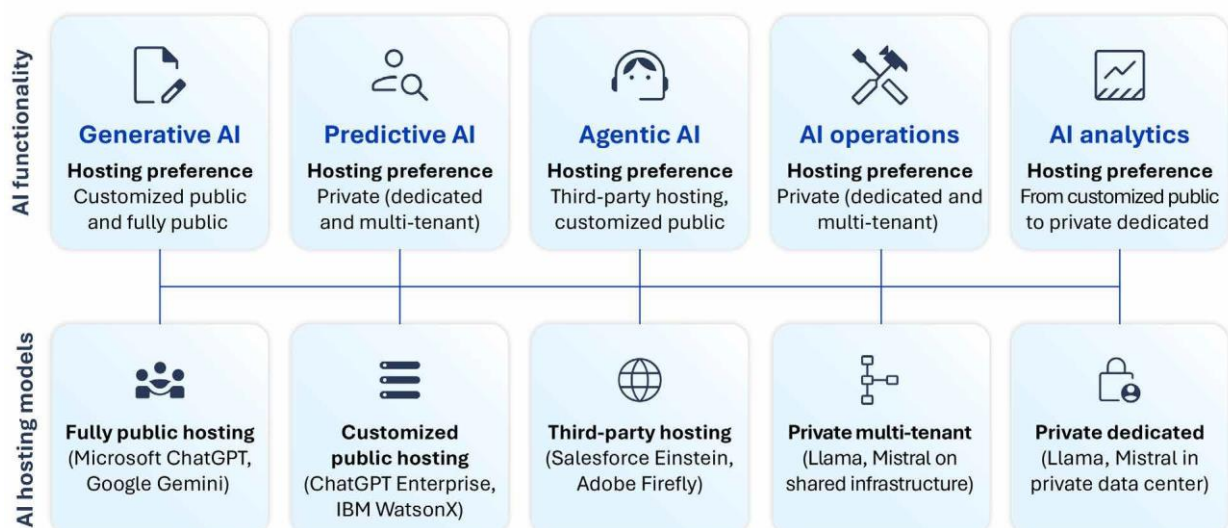 AI functionality
Generative AI
Hosting preference
Customized public
and fully public
Predictive AI
Hosting preference
Private (dedicated
and multi-tenant)
Agentic AI
Hosting preference
Third-party hosting,
customized public
AI operations
Hosting preference
Private (dedicated and
multi-tenant)
AI analytics
Hosting preference
From customized public
to private dedicated
AI hosting models
Fully public hosting
(Microsoft ChatGPT,
Google Gemini)
Customized
public hosting
(ChatGPT Enterprise,
IBM WatsonX)
Third-party hosting
(Salesforce Einstein,
Adobe Firefly)
Private multi-tenant
(Llama, Mistral on
shared infrastructure)
Private dedicated
(Llama, Mistral in
private data center)